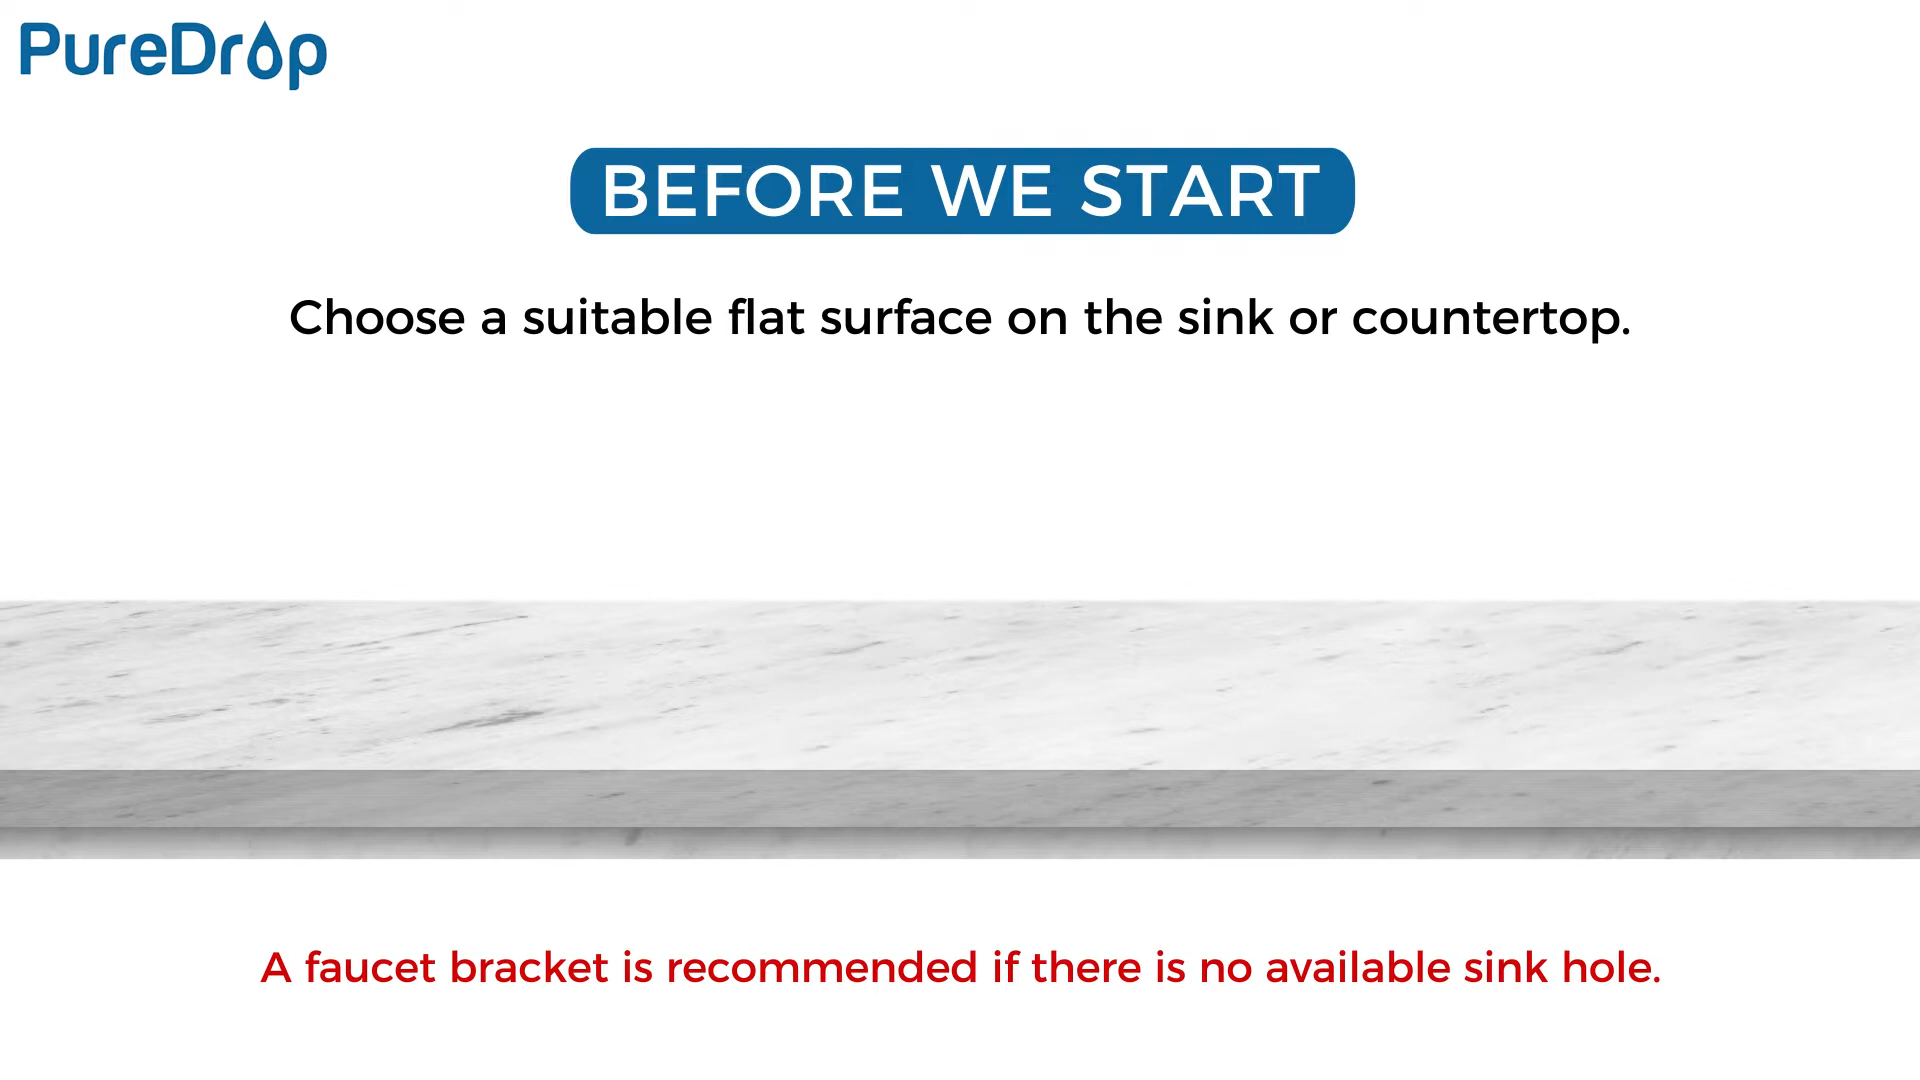 PureDrop
BEFORE WE START
Choose a suitable flat surface on the sink or countertop.
A faucet bracket is recommended if there is no available sink hole.